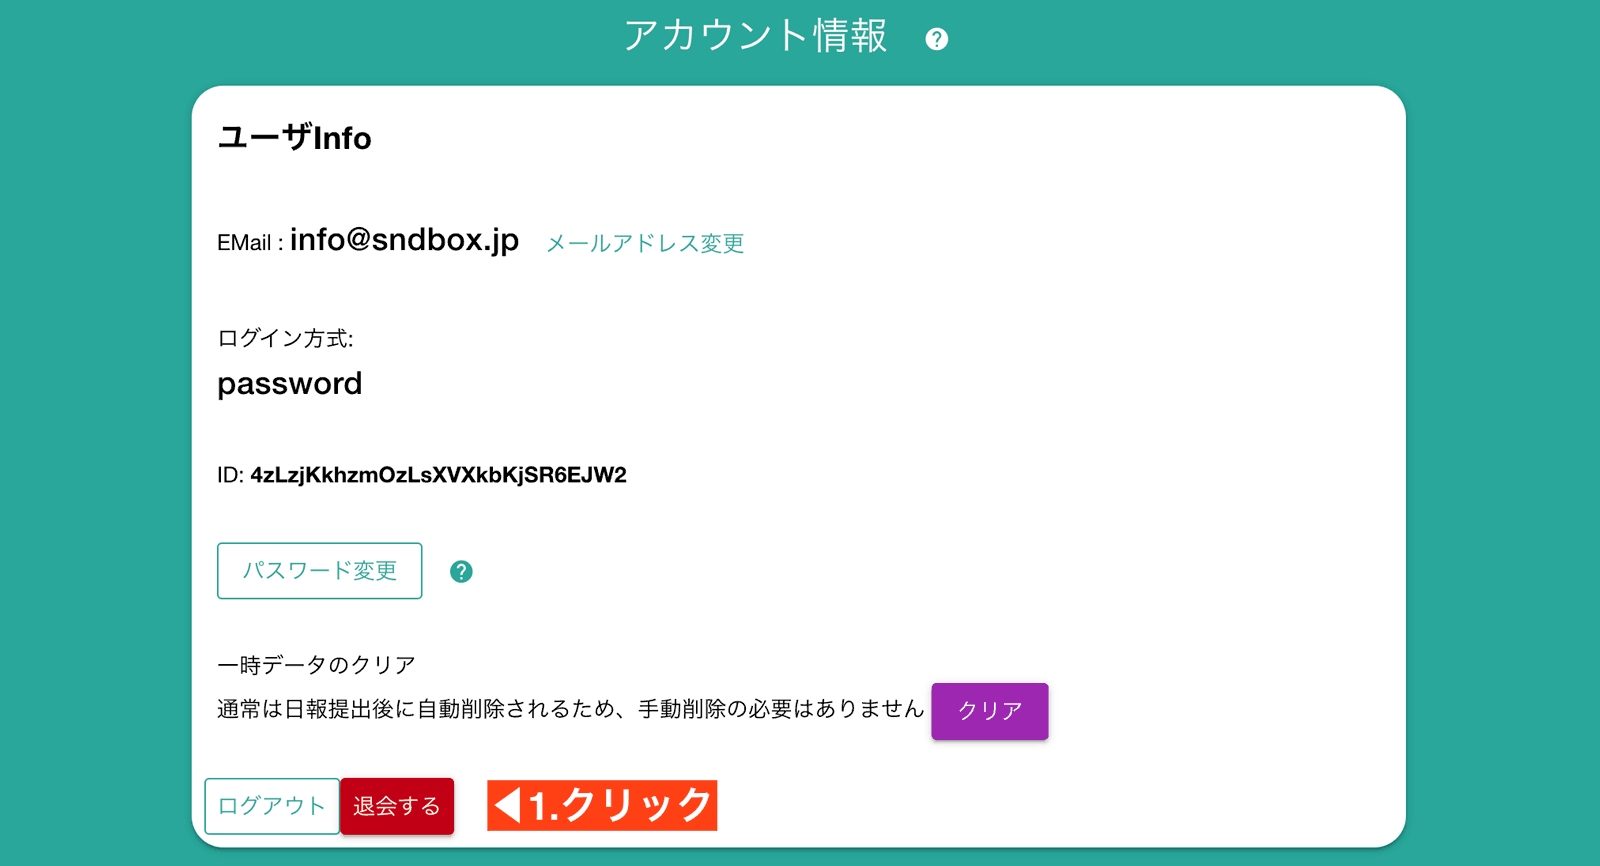 アカウント情報 ?
ユーザInfo
EMail : info@sndbox.jp メールアドレス変更
ログイン方式:
password
ID: 4zLzjKkhzmOzLsXVXkbKjSR6EJW2
パスワード変更 ?
一時データのクリア
通常は日報提出後に自動削除されるため、手動削除の必要はありません クリア
ログアウト 退会する ◀1.クリック